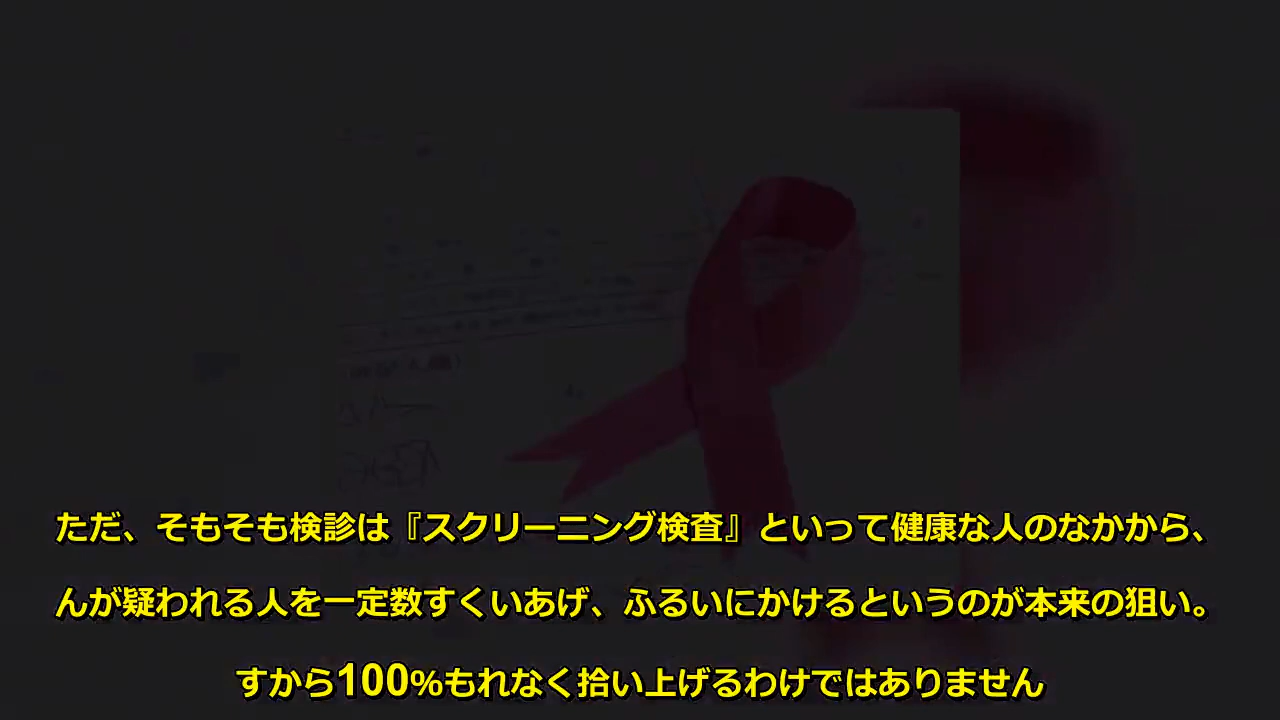 ただ、そもそも検診は『スクリーニング検査』といって健康な人のなかから、
んが疑われる人を一定数すくいあげ、ふるいにかけるというのが本来の狙い。
すから100%もれなく拾い上げるわけではありません